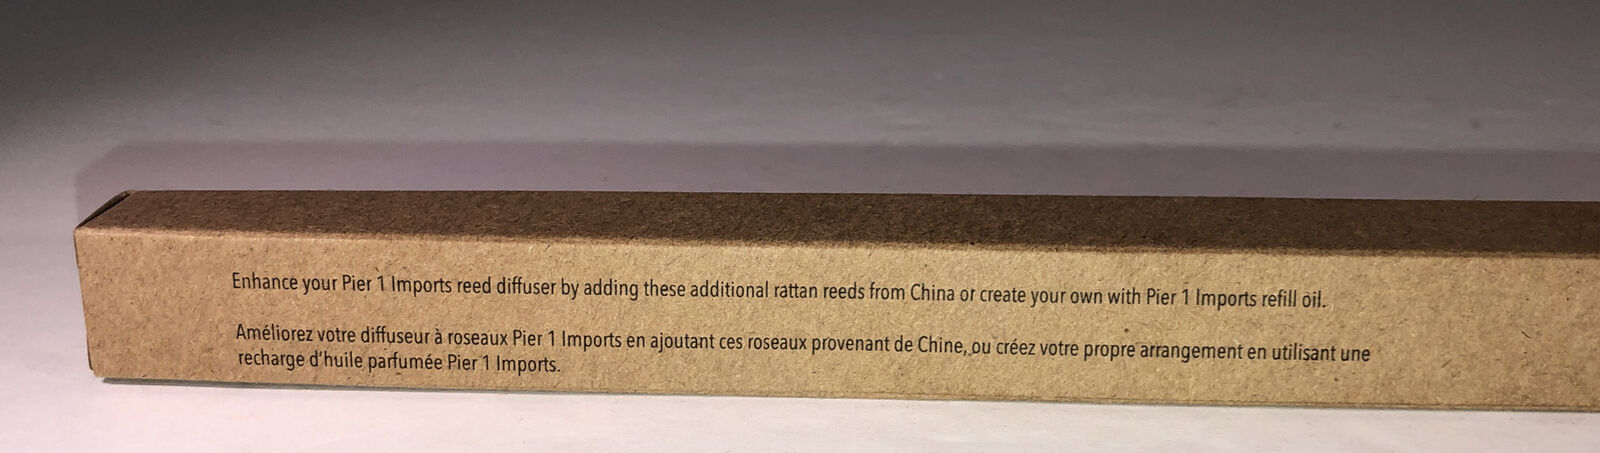 Enhance your Pier 1 Imports reed diffuser by adding these additional rattan reeds from China or create your own with Pier 1 Imports refill oil.
Améliorez votre diffuseur à roseaux Pier 1 Imports en ajoutant ces roseaux provenant de Chine, ou créez votre propre arrangement en utilisant une
recharge d'huile parfumée Pier 1 Imports.